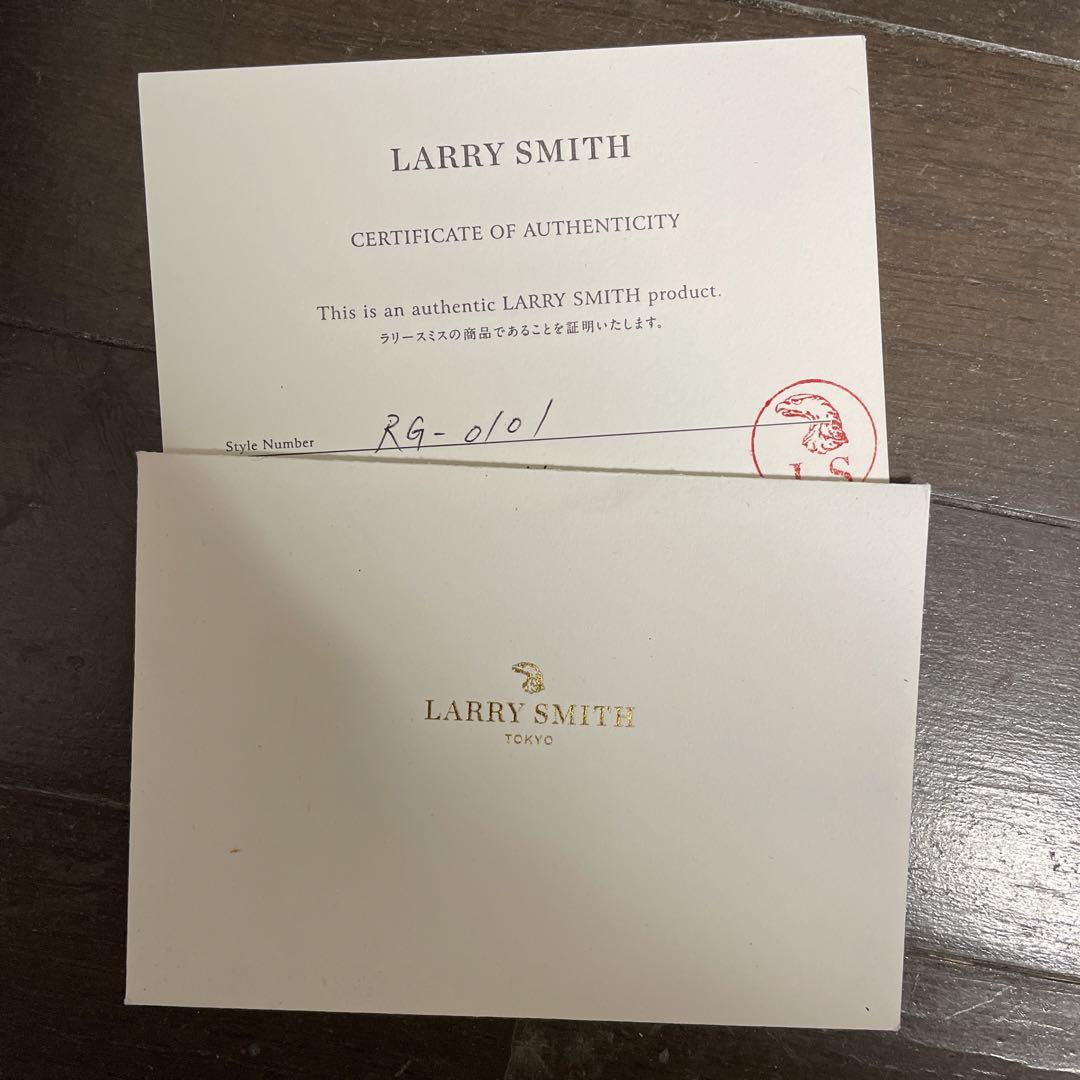 LARRY SMITH
CERTIFICATE OF AUTHENTICITY
This is an authentic LARRY SMITH product.
ラリースミスの商品であることを証明いたします。
Style Number RG-0101
LS
LARRY SMITH
TOKYO